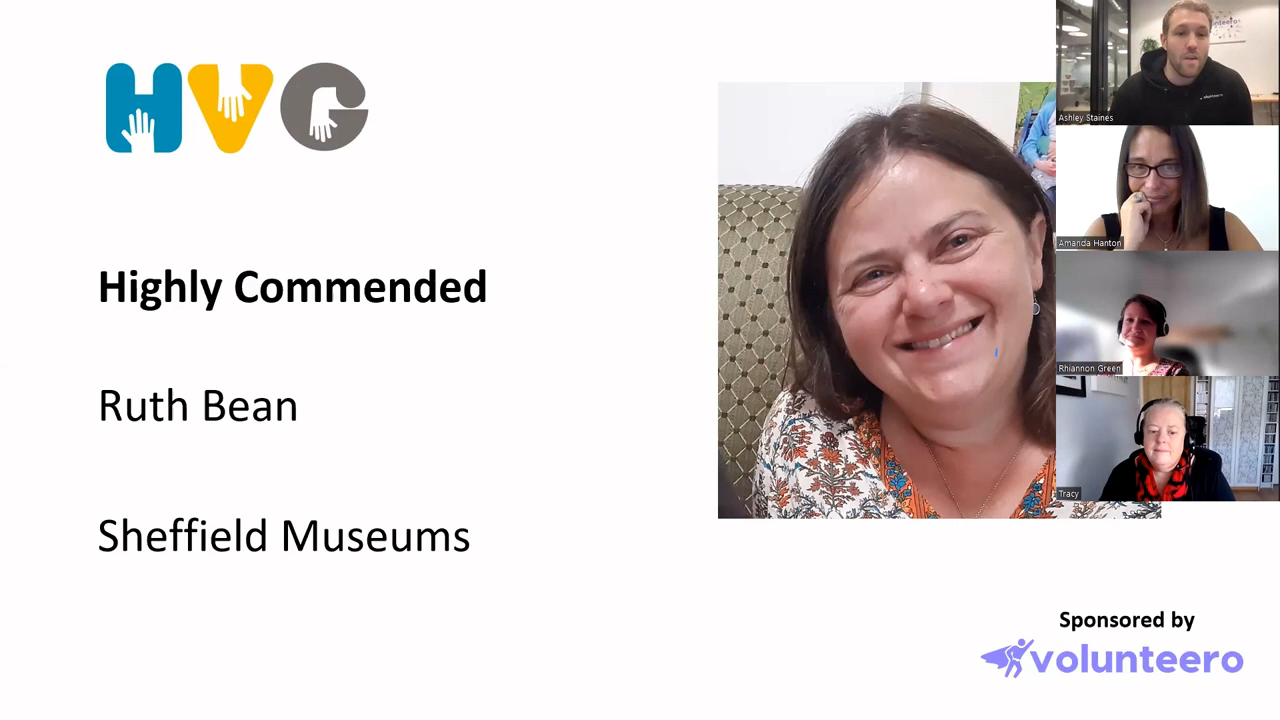 HVG
Highly Commended
Ruth Bean
Sheffield Museums
Ashley Staines
Amanda Hanton
Rhiannon Green
Tracy
Sponsored by
volunteero